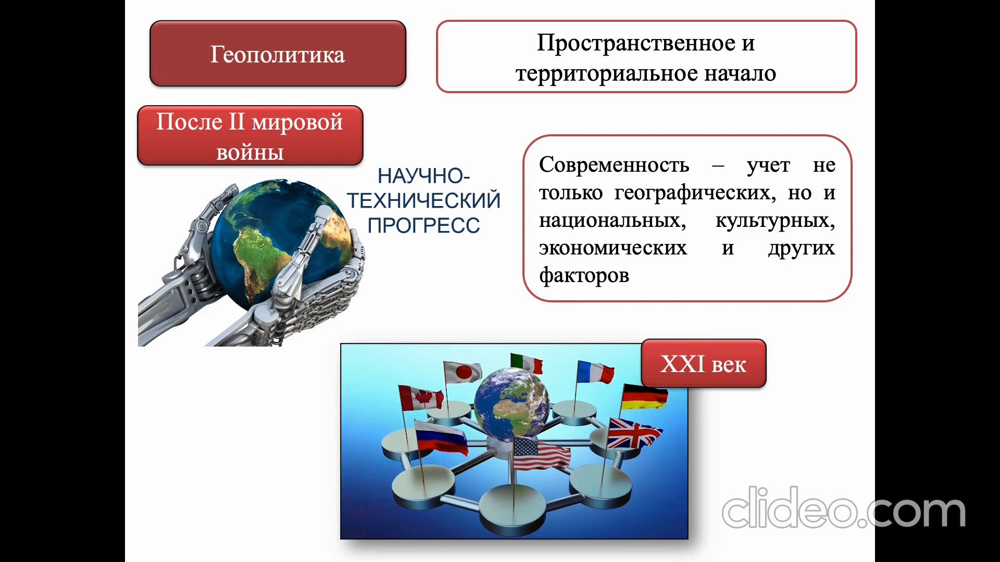 Геополитика
Пространственное и
территориальное начало
После II мировой
войны
НАУЧНО-
ТЕХНИЧЕСКИЙ
ПРОГРЕСС
Современность – учет не
только географических, но и
национальных, культурных,
экономических и других
факторов
XXI век
clideo.com